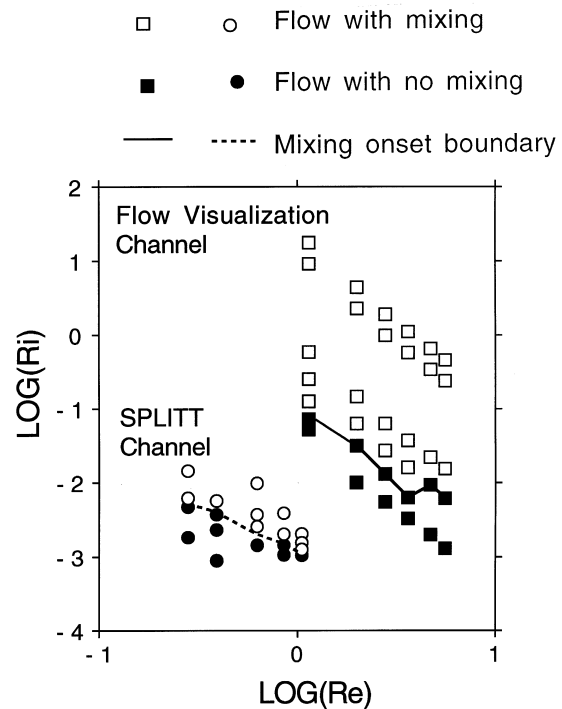 Flow with mixing
Flow with no mixing
Mixing onset boundary
2
Flow Visualization
Channel
1
0
LOG(Ri)
- 1
SPLITT
Channel
- 2
- 3
- 4
- 1
0
1
LOG(Re)